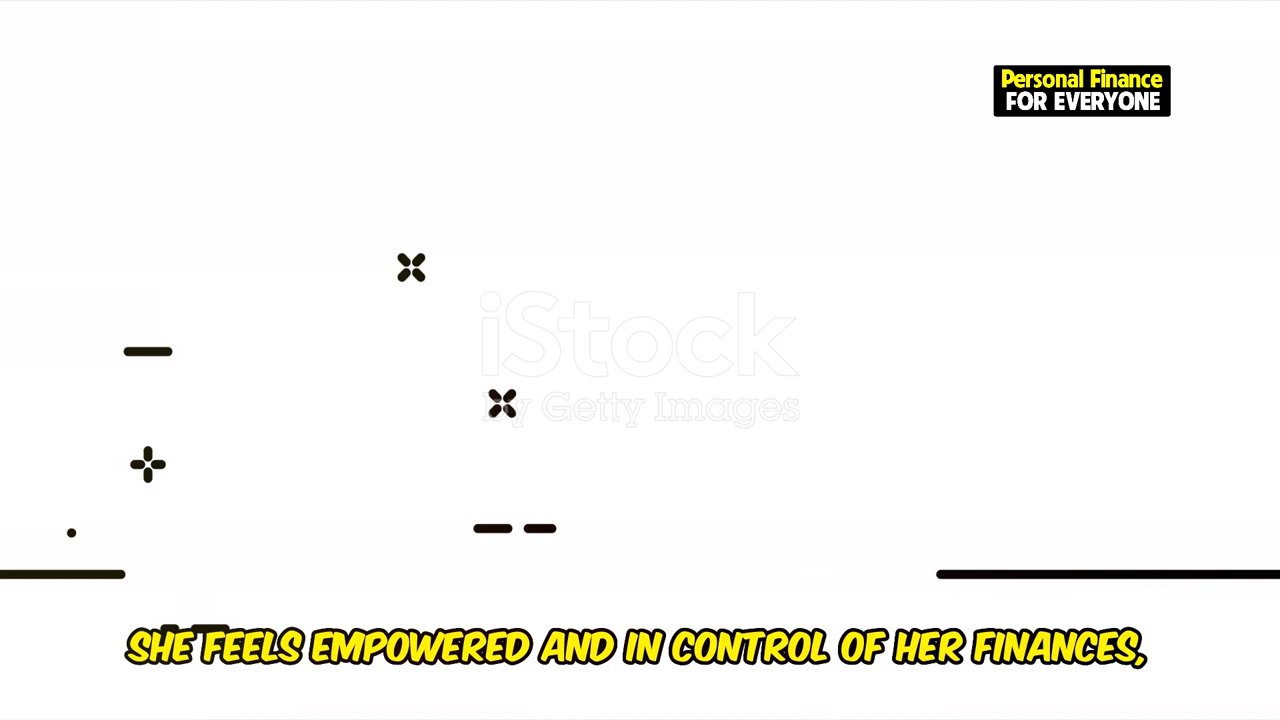 Personal Finance
FOR EVERYONE
iStock
by Getty Images
SHE FEELS EMPOWERED AND IN CONTROL OF HER FINANCES,